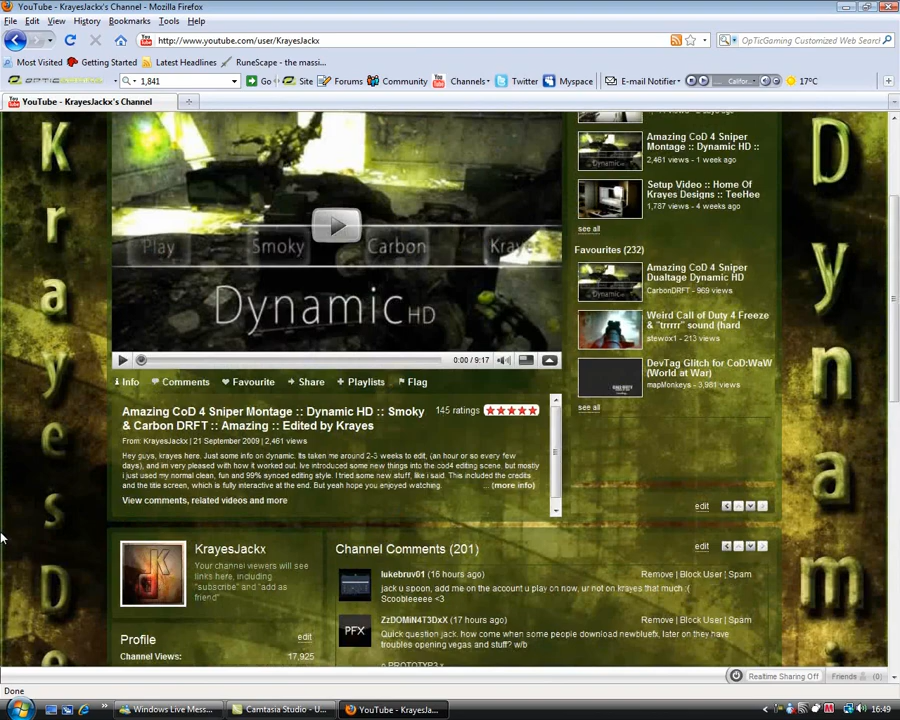 YouTube - KrayesJackx's Channel - Mozilla Firefox
File Edit View History Bookmarks Tools Help
http://www.youtube.com/user/KrayesJackx
OpTicGaming Customized Web Search
Most Visited Getting Started Latest Headlines RuneScape - the massi...
1,841 Go Site Forums Community Channels Twitter Myspace E-mail Notifier Califor 17°C
YouTube - KrayesJackx's Channel
K r a y e s D e
D y n a m i
Play Smoky Carbon Krayes
Dynamic HD
0:00 / 9:17
Info Comments Favourite Share Playlists Flag
Amazing CoD 4 Sniper Montage :: Dynamic HD :: Smoky
& Carbon DRFT :: Amazing :: Edited by Krayes
145 ratings
From: KrayesJackx | 21 September 2009 | 2,461 views
Hey guys, krayes here. Just some info on dynamic. Its taken me around 2-3 weeks to edit, (an hour or so every few
days), and im very pleased with how it worked out. Ive introduced some new things into the cod4 editing scene, but mostly
i just used my normal clean, fun and 99% synced editing style. I tried some new stuff, like i said. This included the credits
and the title screen, which is fully interactive at the end. But yeah hope you enjoyed watching. ... (more info)
View comments, related videos and more
Amazing CoD 4 Sniper
Montage :: Dynamic HD ::
2,461 views - 1 week ago
Setup Video :: Home Of
Krayes Designs :: TeeHee
1,787 views - 4 weeks ago
see all
Favourites (232)
Amazing CoD 4 Sniper
Dualtage Dynamic HD
CarbonDRFT - 969 views
Weird Call of Duty 4 Freeze
& "trrrrr" sound (hard
stewox1 - 213 views
DevTag Glitch for CoD:WaW
(World at War)
mapMonkeys - 3,981 views
see all
edit
KrayesJackx
Your channel viewers will see
links here, including
"subscribe" and "add as
friend"
Profile edit
Channel Views: 17,925
Channel Comments (201) edit
lukebruv01 (16 hours ago) Remove | Block User | Spam
jack u spoon, add me on the account u play on now, ur not on krayes that much :(
Scoobleeeee <3
ZzDOMiN4T3DxX (17 hours ago) Remove | Block User | Spam
PFX
Quick question jack. how come when some people download newbluefx, later on they have
troubles opening vegas and stuff? w/b
Realtime Sharing Off Friends (0)
Done
Windows Live Mess... Camtasia Studio - U... YouTube - KrayesJa... 16:49